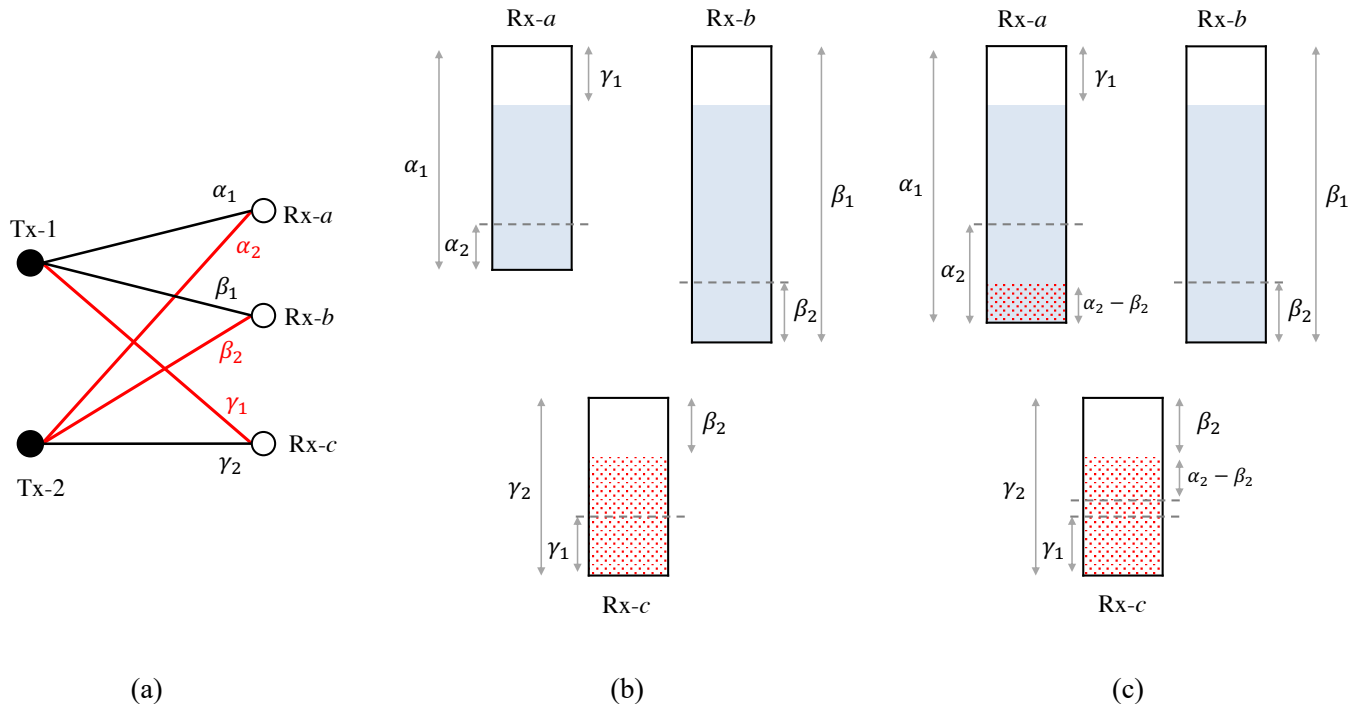 Tx-1
Tx-2
α₁
α₂
β₁
β₂
γ₁
γ₂
Rx-a
Rx-b
Rx-c
(a)
Rx-a
Rx-b
γ₁
α₁
α₂
β₁
β₂
β₂
γ₂
γ₁
Rx-c
(b)
Rx-a
Rx-b
γ₁
α₁
α₂
α₂ − β₂
β₁
β₂
β₂
α₂ − β₂
γ₂
γ₁
Rx-c
(c)